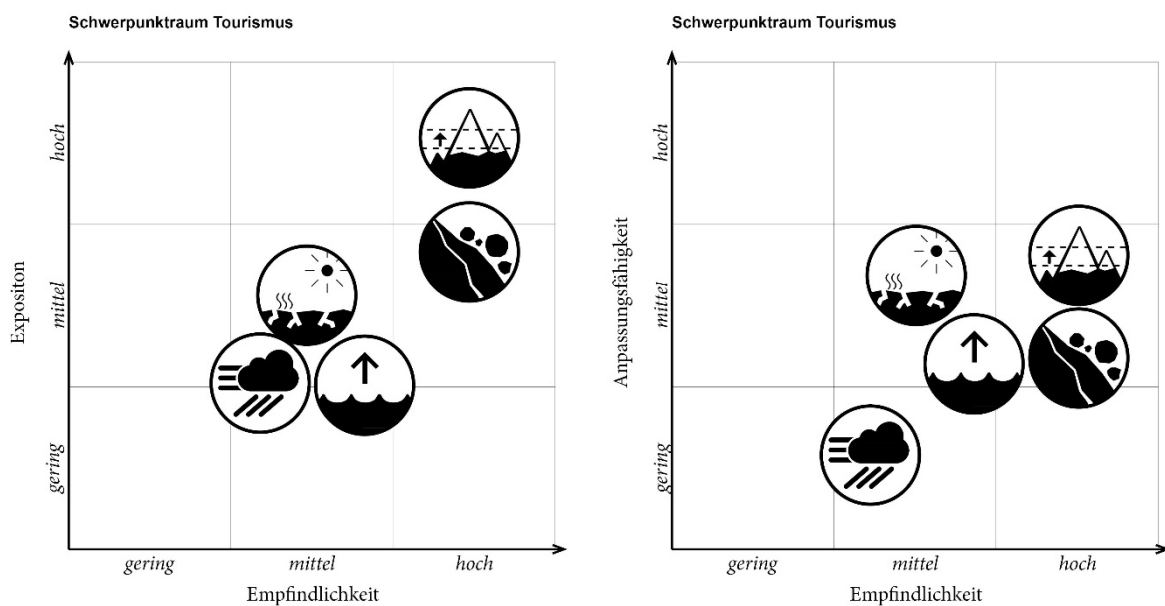 Schwerpunktraum Tourismus
Expositon
hoch
mittel
gering
gering mittel hoch
Empfindlichkeit
Schwerpunktraum Tourismus
Anpassungsfähigkeit
hoch
mittel
gering
gering mittel hoch
Empfindlichkeit